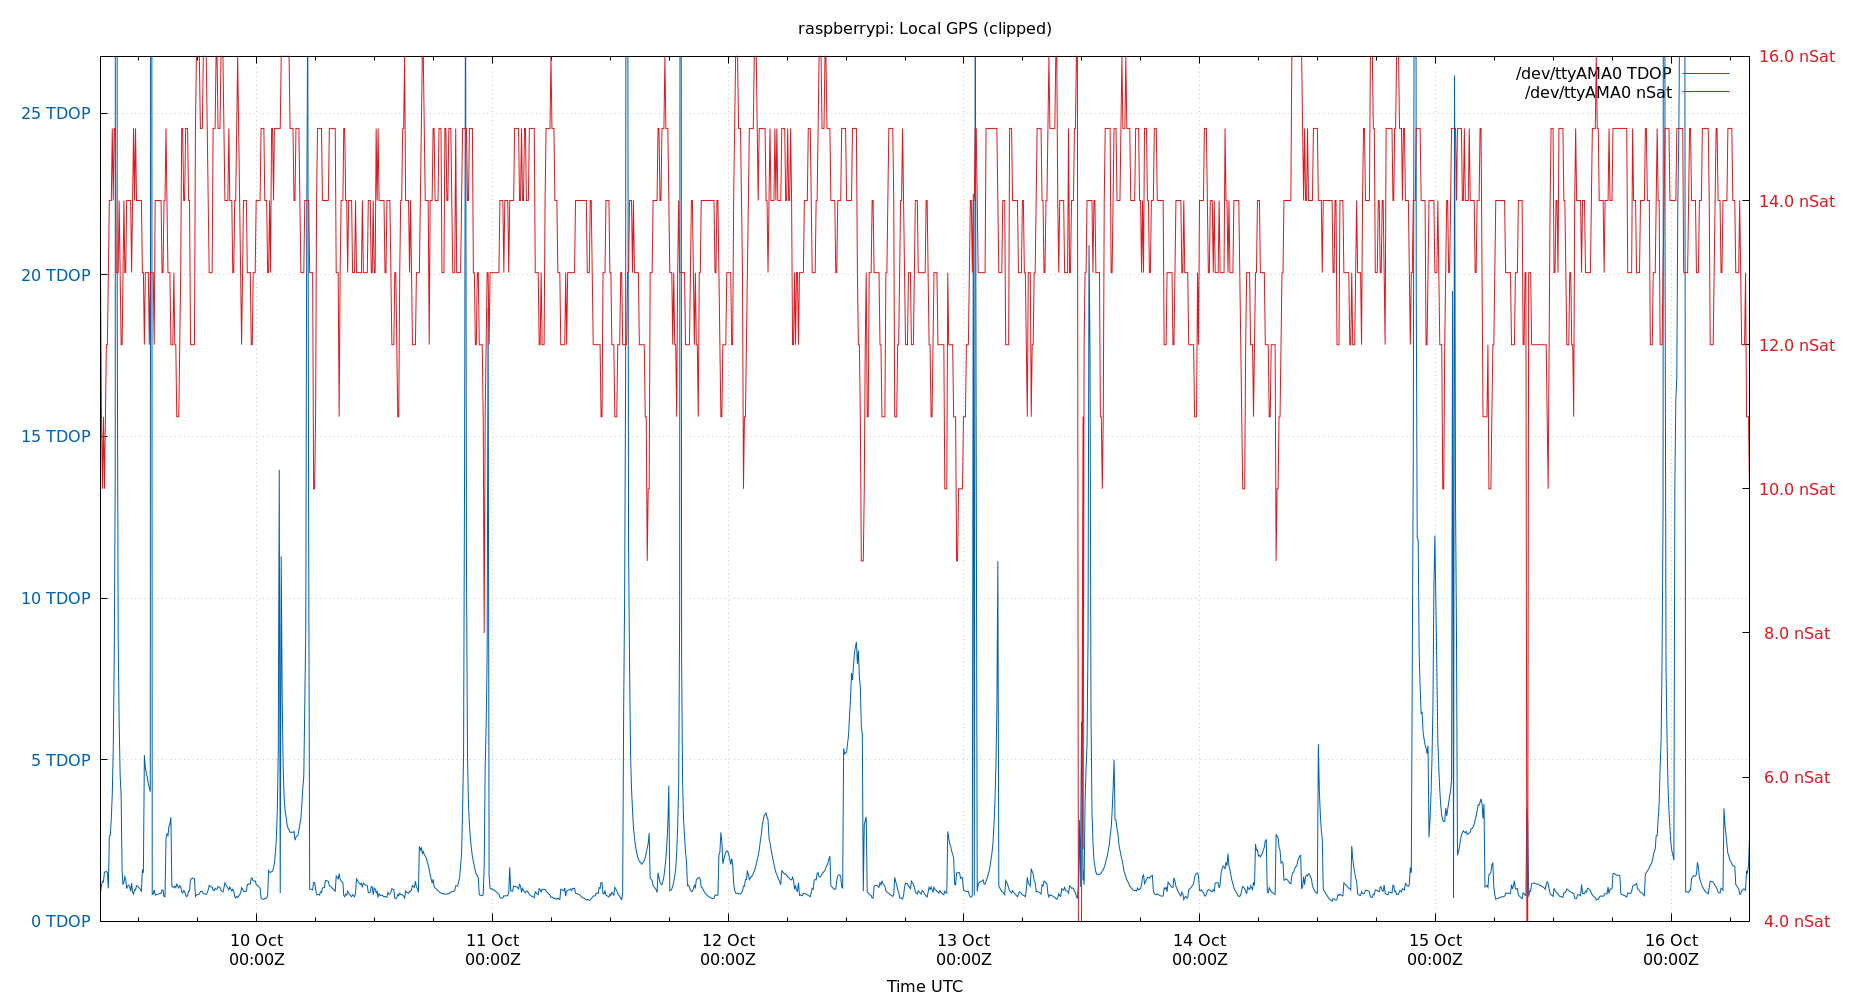 raspberrypi: Local GPS (clipped)
16.0 nSat
/dev/ttyAMA0 TDOP
/dev/ttyAMA0 nSat
25 TDOP
14.0 nSat
20 TDOP
12.0 nSat
15 TDOP
10.0 nSat
10 TDOP
8.0 nSat
5 TDOP
6.0 nSat
0 TDOP
4.0 nSat
10 Oct 11 Oct 12 Oct 13 Oct 14 Oct 15 Oct 16 Oct
00:00Z 00:00Z 00:00Z 00:00Z 00:00Z 00:00Z 00:00Z
Time UTC